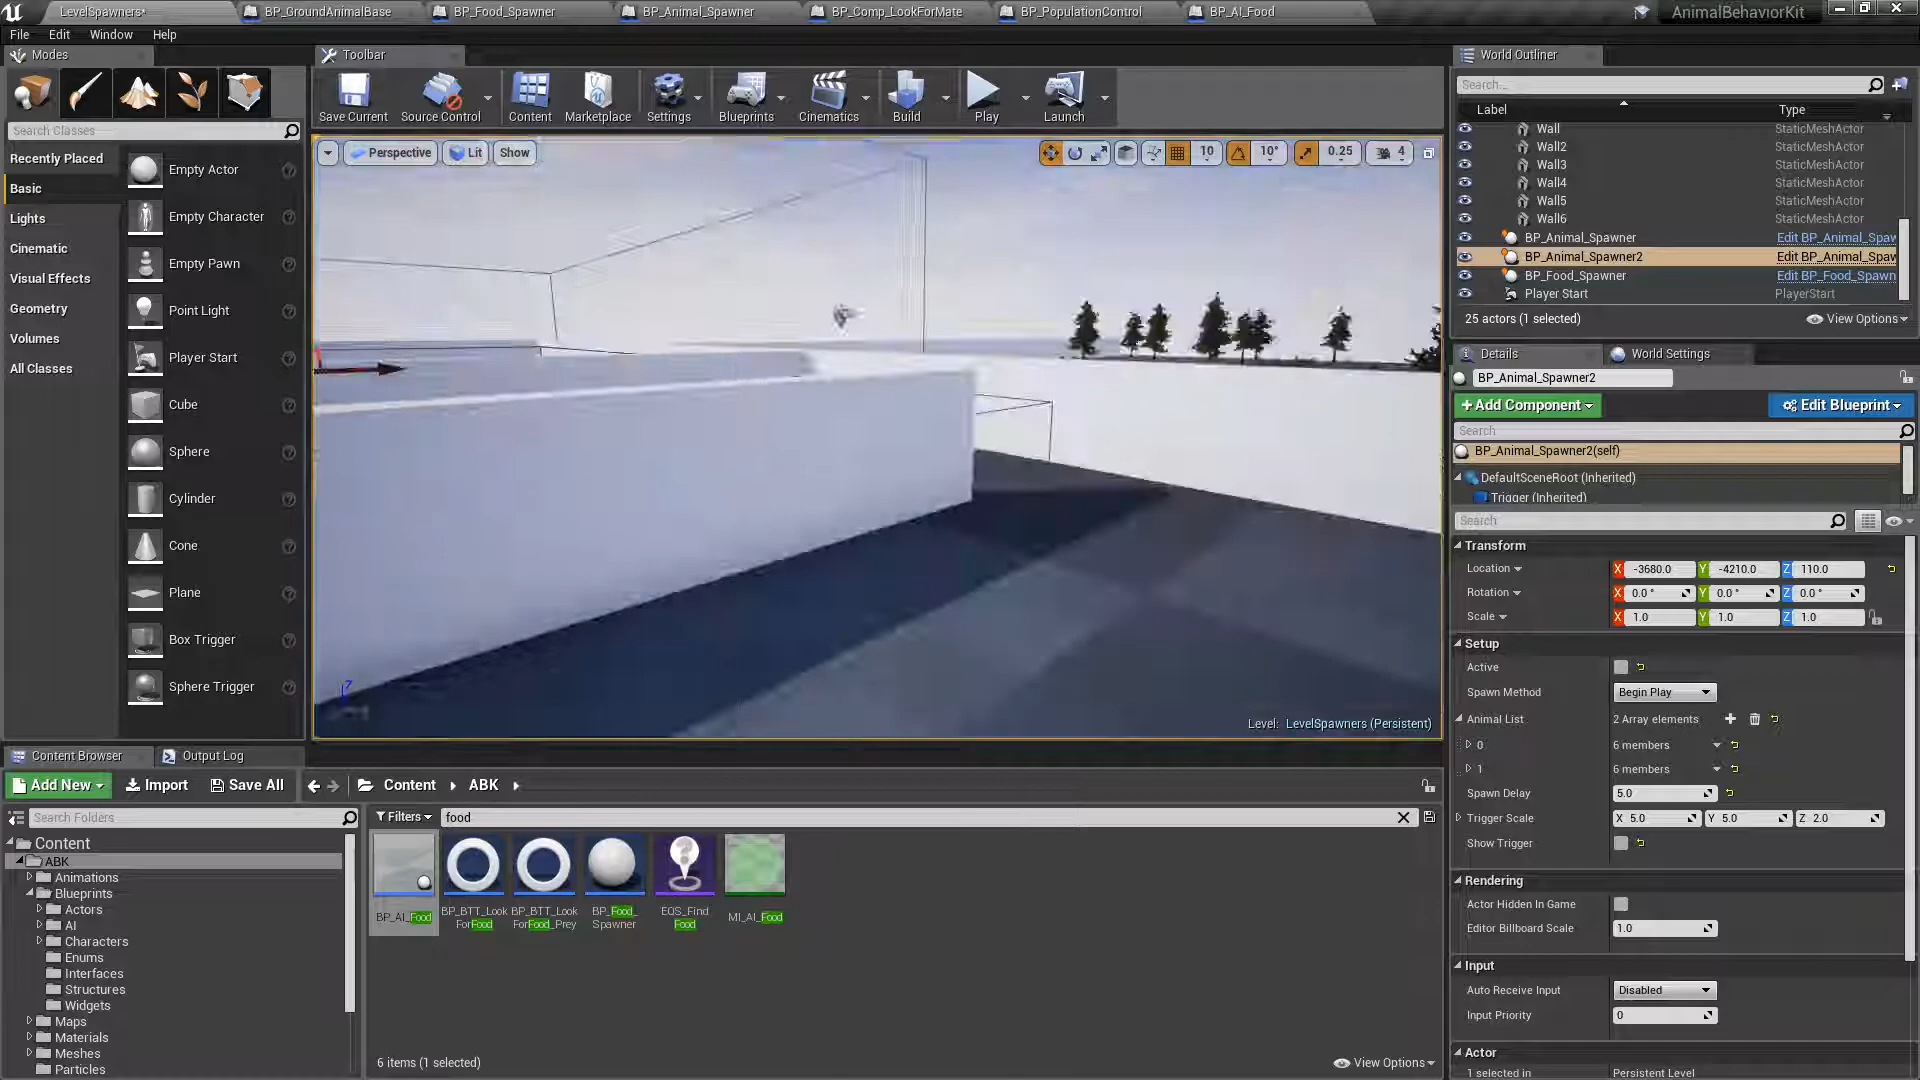 LevelSpawners*
BP_GroundAnimalBase
BP_Food_Spawner
BP_Animal_Spawner
BP_Comp_LookForMate
BP_PopulationControl
BP_AI_Food
AnimalBehaviorKit
File Edit Window Help
Modes
Toolbar
World Outliner
Save Current
Source Control
Content
Marketplace
Settings
Blueprints
Cinematics
Build
Play
Launch
Search...
Label Type
Search Classes
Recently Placed
Basic
Lights
Cinematic
Visual Effects
Geometry
Volumes
All Classes
Empty Actor
Empty Character
Empty Pawn
Point Light
Player Start
Cube
Sphere
Cylinder
Cone
Plane
Box Trigger
Sphere Trigger
Perspective Lit Show
10 10° 0.25 4
Z
Level: LevelSpawners (Persistent)
Wall StaticMeshActor
Wall2 StaticMeshActor
Wall3 StaticMeshActor
Wall4 StaticMeshActor
Wall5 StaticMeshActor
Wall6 StaticMeshActor
BP_Animal_Spawner Edit BP_Animal_Spaw
BP_Animal_Spawner2 Edit BP_Animal_Spaw
BP_Food_Spawner Edit BP_Food_Spawn
Player Start PlayerStart
25 actors (1 selected) View Options
Details World Settings
BP_Animal_Spawner2
+Add Component Edit Blueprint
Search
BP_Animal_Spawner2(self)
DefaultSceneRoot (Inherited)
Trigger (Inherited)
Search
Transform
Location X -3680.0 Y -4210.0 Z 110.0
Rotation X 0.0 ° Y 0.0 ° Z 0.0 °
Scale X 1.0 Y 1.0 Z 1.0
Setup
Active
Spawn Method Begin Play
Animal List 2 Array elements
0 6 members
1 6 members
Spawn Delay 5.0
Trigger Scale X 5.0 Y 5.0 Z 2.0
Show Trigger
Rendering
Actor Hidden In Game
Editor Billboard Scale 1.0
Input
Auto Receive Input Disabled
Input Priority 0
Actor
1 selected in Persistent Level
Content Browser Output Log
Add New Import Save All Content ABK
Search Folders
Filters food
Content
ABK
Animations
Blueprints
Actors
AI
Characters
Enums
Interfaces
Structures
Widgets
Maps
Materials
Meshes
Particles
BP_AI_Food
BP_BTT_Look
ForFood
BP_BTT_Look
ForFood_Prey
BP_Food_
Spawner
EQS_Find
Food
MI_AI_Food
6 items (1 selected) View Options